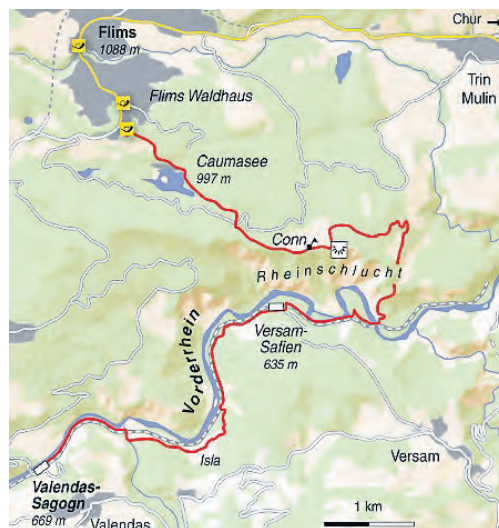 Flims
1088 m
Chur
Trin
Mulin
Flims Waldhaus
Caumasee
997 m
Conn
Rheinschlucht
Vorderrhein
Versam-
Safien
635 m
Isla
Versam
Valendas-
Sagogn
669 m
Valendas
1 km